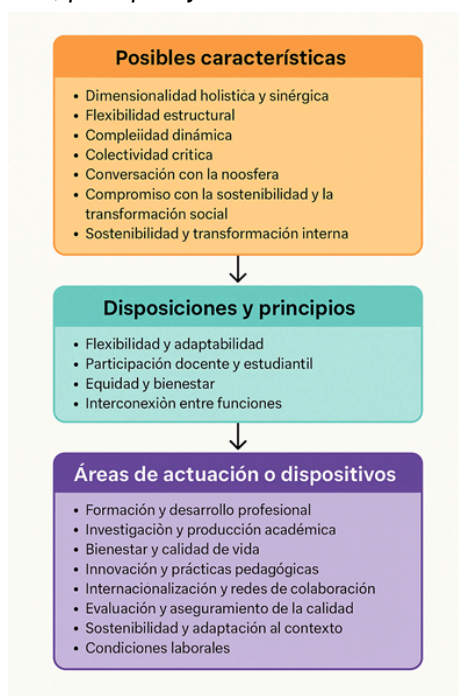 Posibles características
• Dimensionalidad holistica y sinérgica
• Flexibilidad estructural
• Compleiidad dinámica
• Colectividad critica
• Conversación con la noosfera
• Compromiso con la sostenibilidad y la
transformación social
• Sostenibilidad y transformación interna
Disposiciones y principios
• Flexibilidad y adaptabilidad
• Participación docente y estudiantil
• Equidad y bienestar
• Interconexiòn entre funciones
Áreas de actuación o dispositivos
• Formación y desarrollo profesional
• Investigaciòn y producción académica
• Bienestar y calidad de vida
• Innovación y prácticas pedagógicas
• Internacionalización y redes de colaboración
• Evaluación y aseguramiento de la calidad
• Sostenibilidad y adaptación al contexto
• Condiciones laborales